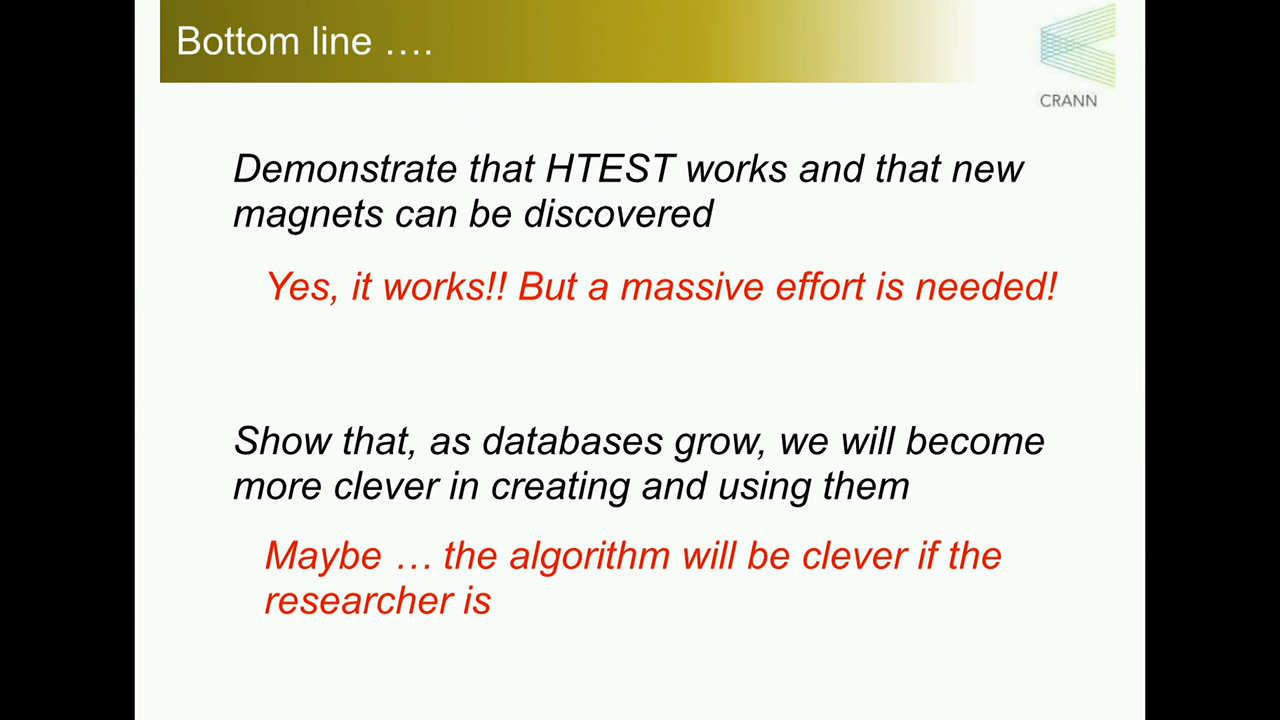 Bottom line ….
CRANN
Demonstrate that HTEST works and that new
magnets can be discovered
Yes, it works!! But a massive effort is needed!
Show that, as databases grow, we will become
more clever in creating and using them
Maybe … the algorithm will be clever if the
researcher is